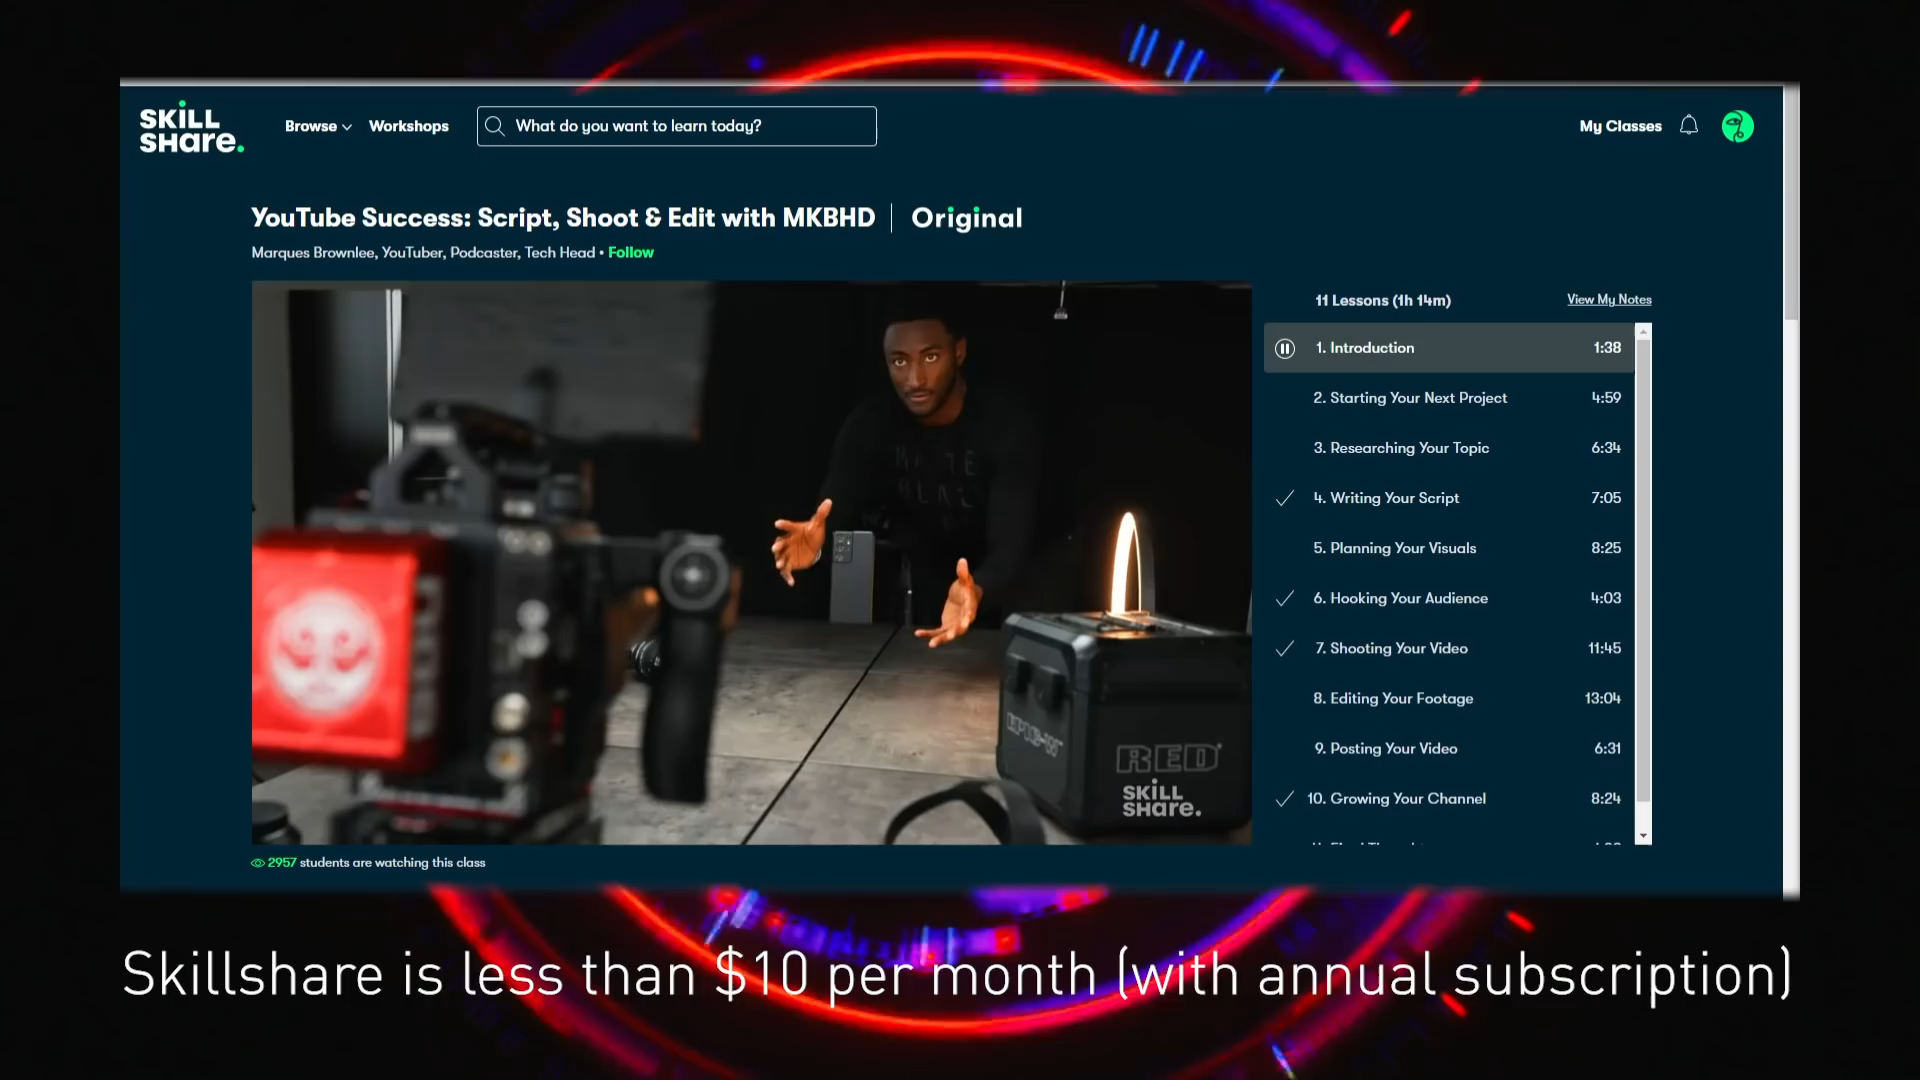 SKILL
SHare.
Browse
Workshops
What do you want to learn today?
My Classes
YouTube Success: Script, Shoot & Edit with MKBHD
Original
Marques Brownlee, YouTuber, Podcaster, Tech Head • Follow
11 Lessons (1h 14m)
View My Notes
1. Introduction 1:38
2. Starting Your Next Project 4:59
3. Researching Your Topic 6:34
4. Writing Your Script 7:05
5. Planning Your Visuals 8:25
6. Hooking Your Audience 4:03
7. Shooting Your Video 11:45
8. Editing Your Footage 13:04
9. Posting Your Video 6:31
10. Growing Your Channel 8:24
EPIC-W
RED
SKILL
SHare.
2957 students are watching this class
Skillshare is less than $10 per month (with annual subscription)